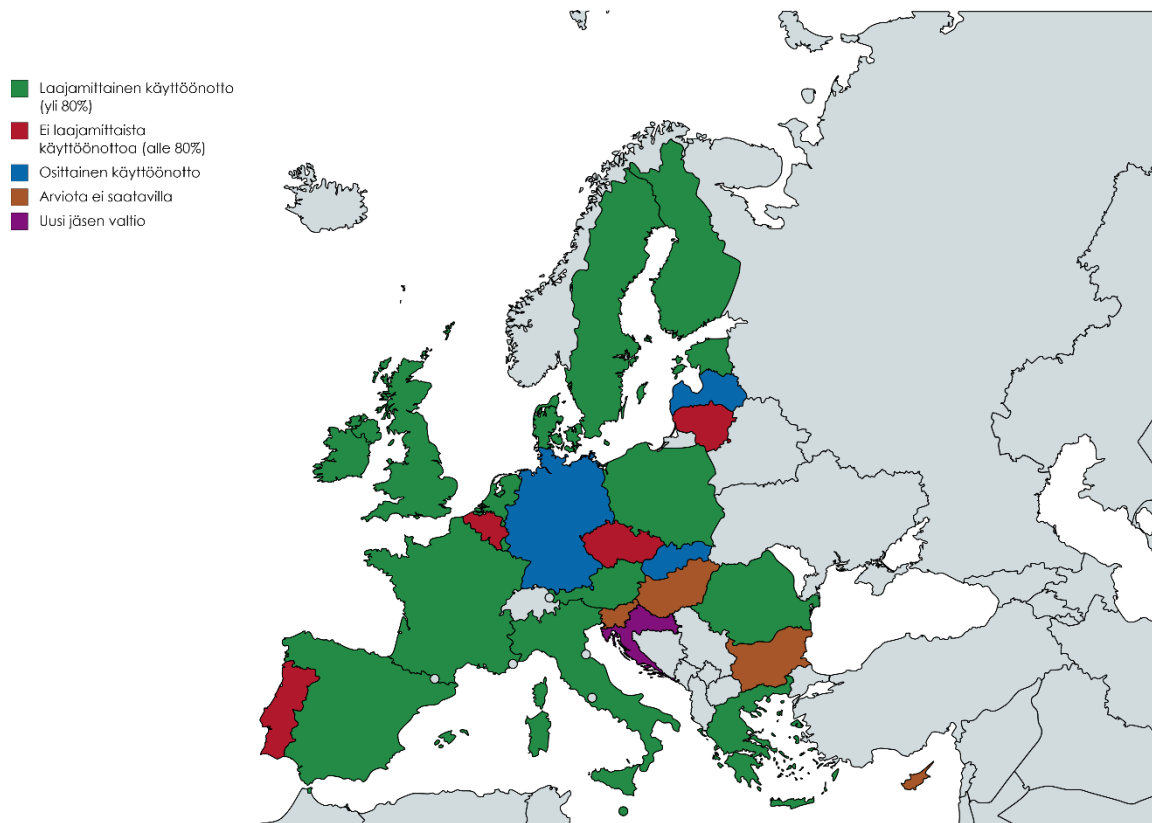 Laajamittainen käyttöönotto
(yli 80%)
Ei laajamittaista
käyttöönottoa (alle 80%)
Osittainen käyttöönotto
Arviota ei saatavilla
Uusi jäsen valtio